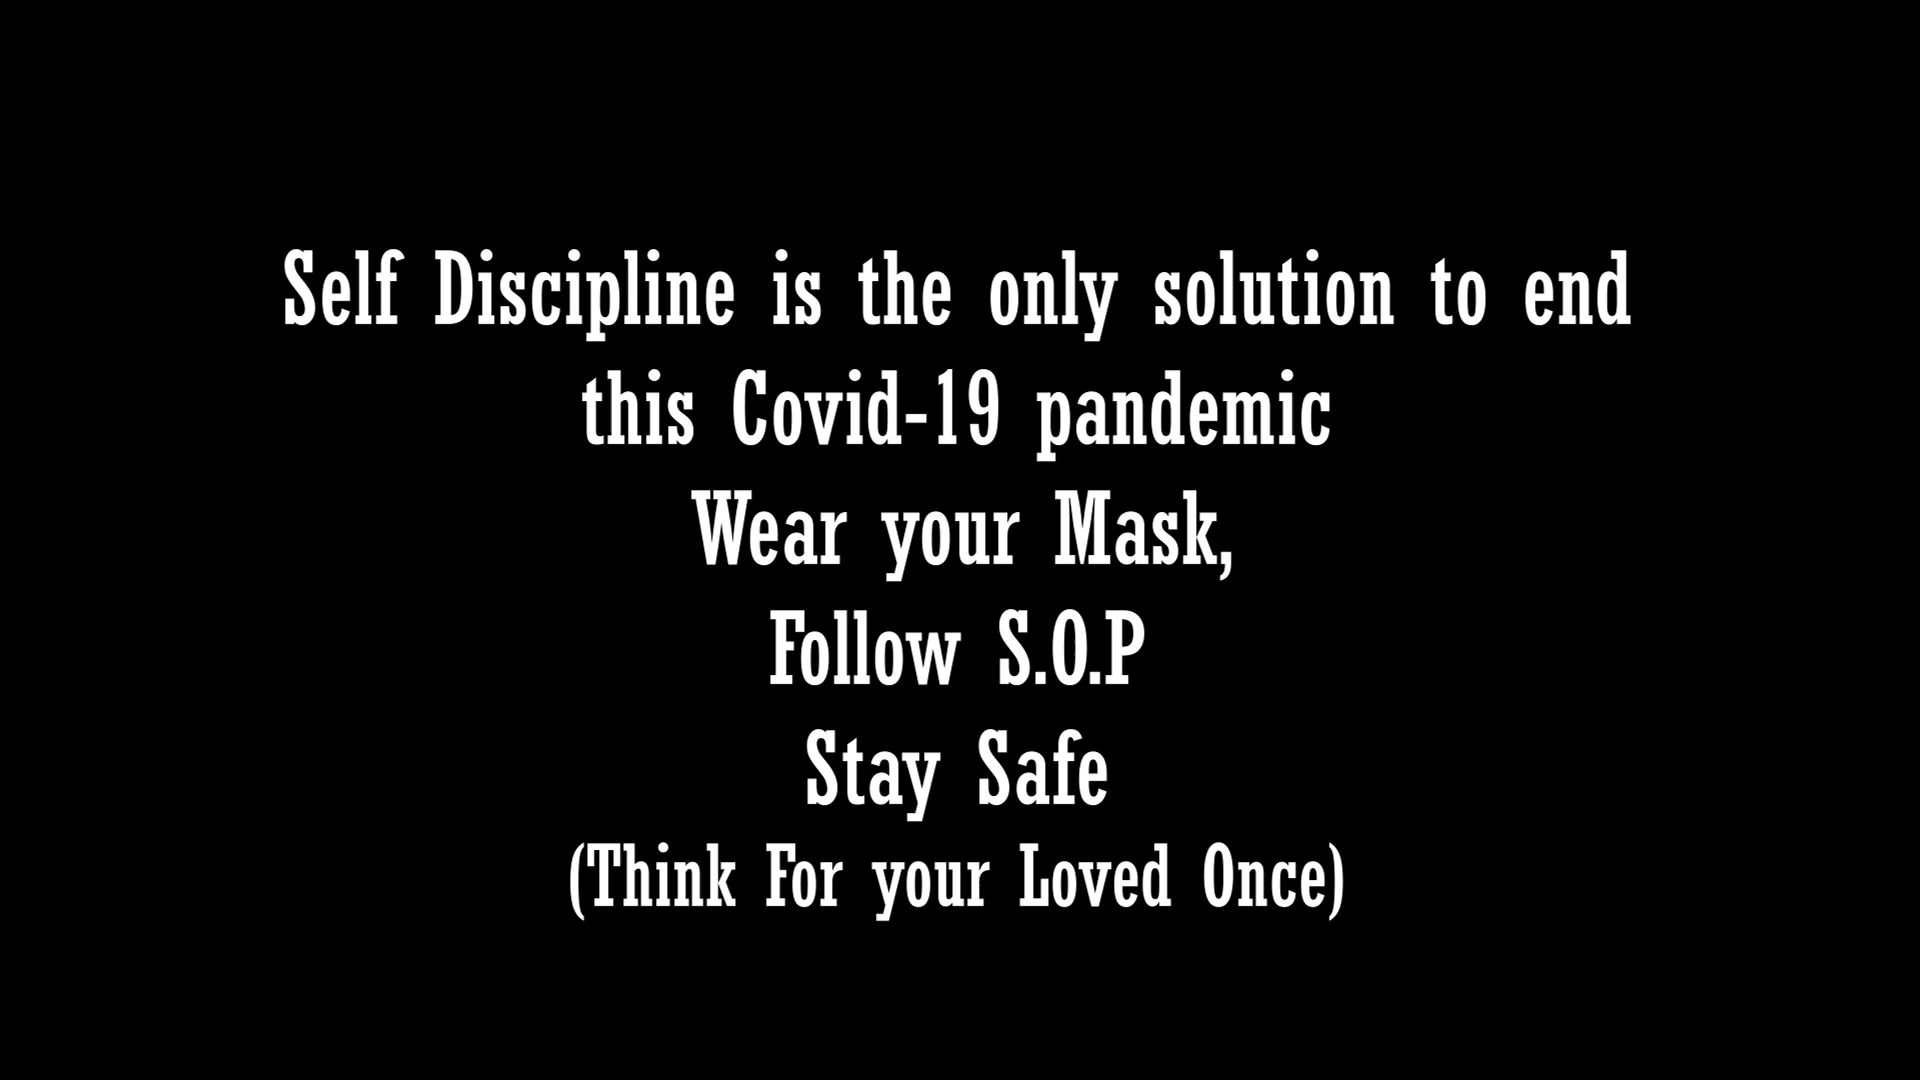 Self Discipline is the only solution to end
this Covid-19 pandemic
Wear your Mask,
Follow S.O.P
Stay Safe
(Think For your Loved Once)